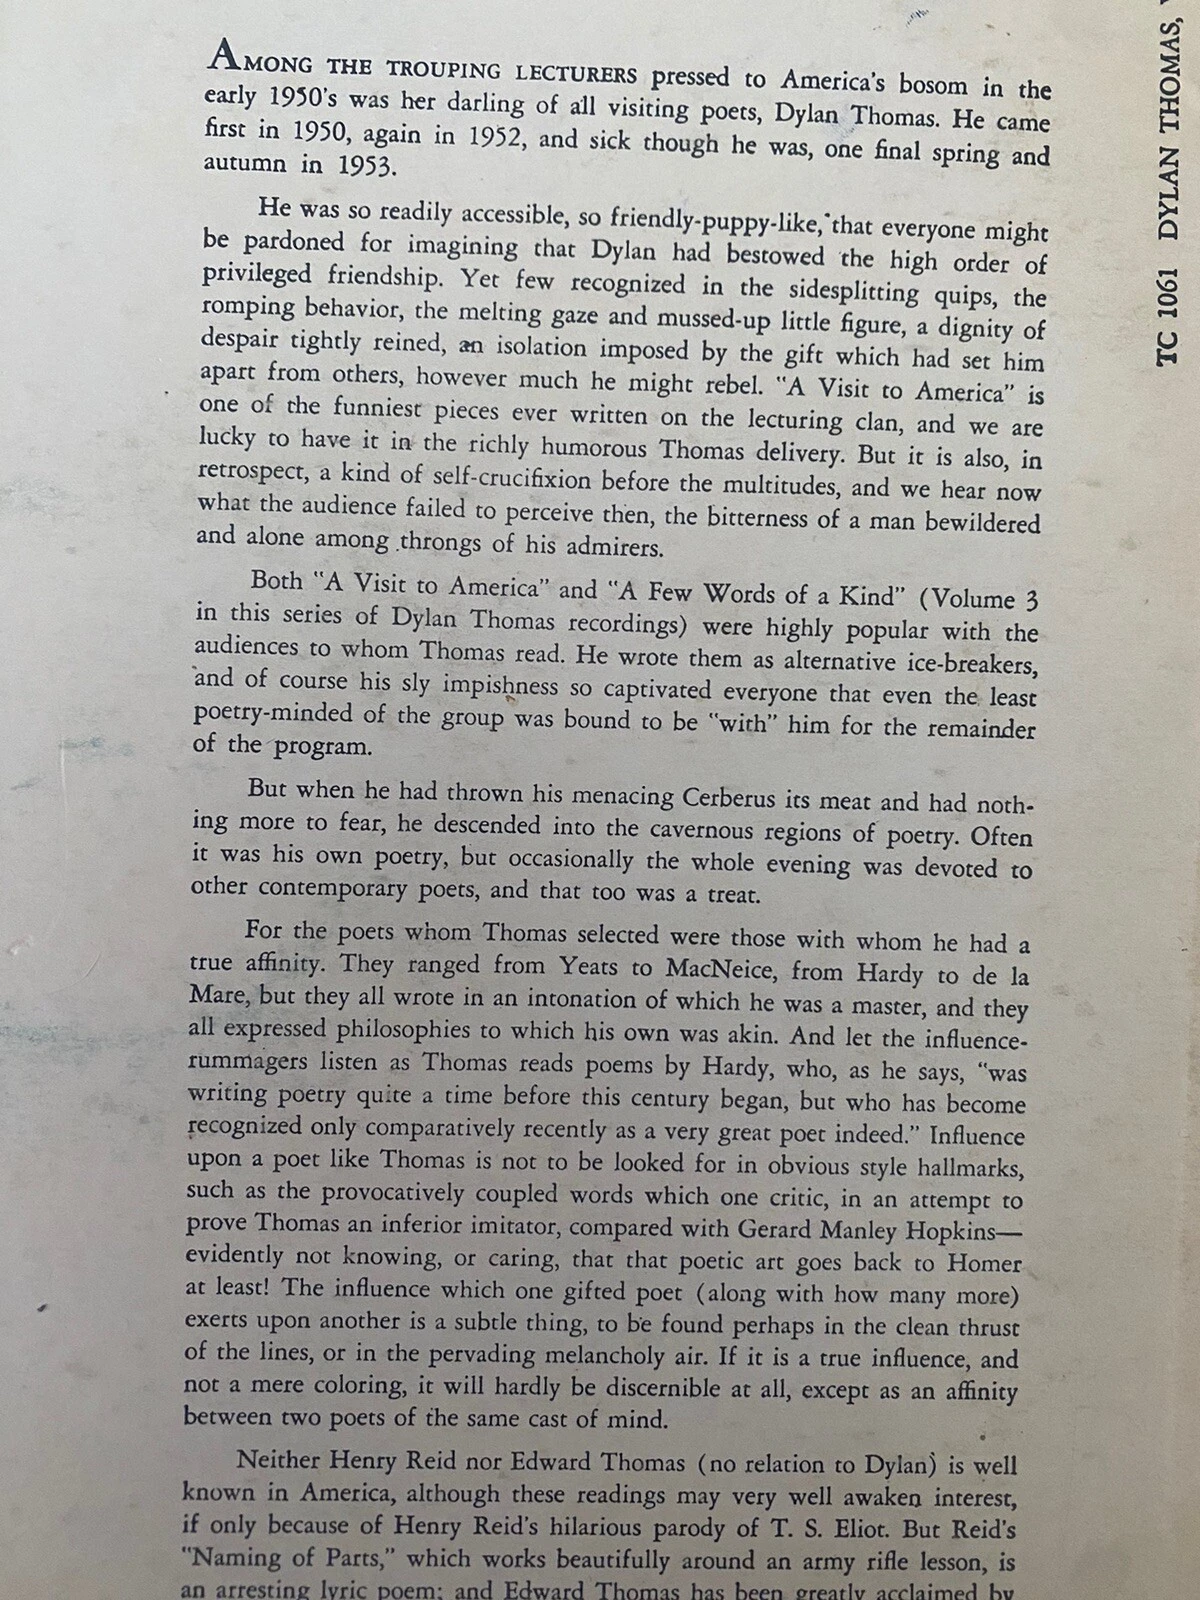 AMONG THE TROUPING LECTURERS pressed to America's bosom in the
early 1950's was her darling of all visiting poets, Dylan Thomas. He came
first in 1950, again in 1952, and sick though he was, one final spring and
autumn in 1953.
He was so readily accessible, so friendly-puppy-like, that everyone might
be pardoned for imagining that Dylan had bestowed the high order of
privileged friendship. Yet few recognized in the sidesplitting quips, the
romping behavior, the melting gaze and mussed-up little figure, a dignity of
despair tightly reined, an isolation imposed by the gift which had set him
apart from others, however much he might rebel. "A Visit to America" is
one of the funniest pieces ever written on the lecturing clan, and we are
lucky to have it in the richly humorous Thomas delivery. But it is also, in
retrospect, a kind of self-crucifixion before the multitudes, and we hear now
what the audience failed to perceive then, the bitterness of a man bewildered
and alone among throngs of his admirers.
Both "A Visit to America" and "A Few Words of a Kind" (Volume 3
in this series of Dylan Thomas recordings) were highly popular with the
audiences to whom Thomas read. He wrote them as alternative ice-breakers,
and of course his sly impishness so captivated everyone that even the least
poetry-minded of the group was bound to be "with" him for the remainder
of the program.
But when he had thrown his menacing Cerberus its meat and had noth-
ing more to fear, he descended into the cavernous regions of poetry. Often
it was his own poetry, but occasionally the whole evening was devoted to
other contemporary poets, and that too was a treat.
For the poets whom Thomas selected were those with whom he had a
true affinity. They ranged from Yeats to MacNeice, from Hardy to de la
Mare, but they all wrote in an intonation of which he was a master, and they
all expressed philosophies to which his own was akin. And let the influence-
rummagers listen as Thomas reads poems by Hardy, who, as he says, "was
writing poetry quite a time before this century began, but who has become
recognized only comparatively recently as a very great poet indeed." Influence
upon a poet like Thomas is not to be looked for in obvious style hallmarks,
such as the provocatively coupled words which one critic, in an attempt to
prove Thomas an inferior imitator, compared with Gerard Manley Hopkins—
evidently not knowing, or caring, that that poetic art goes back to Homer
at least! The influence which one gifted poet (along with how many more)
exerts upon another is a subtle thing, to be found perhaps in the clean thrust
of the lines, or in the pervading melancholy air. If it is a true influence, and
not a mere coloring, it will hardly be discernible at all, except as an affinity
between two poets of the same cast of mind.
Neither Henry Reid nor Edward Thomas (no relation to Dylan) is well
known in America, although these readings may very well awaken interest,
if only because of Henry Reid's hilarious parody of T. S. Eliot. But Reid's
"Naming of Parts," which works beautifully around an army rifle lesson, is
an arresting lyric poem; and Edward Thomas has been greatly acclaimed by
TC 1061 DYLAN THOMAS,